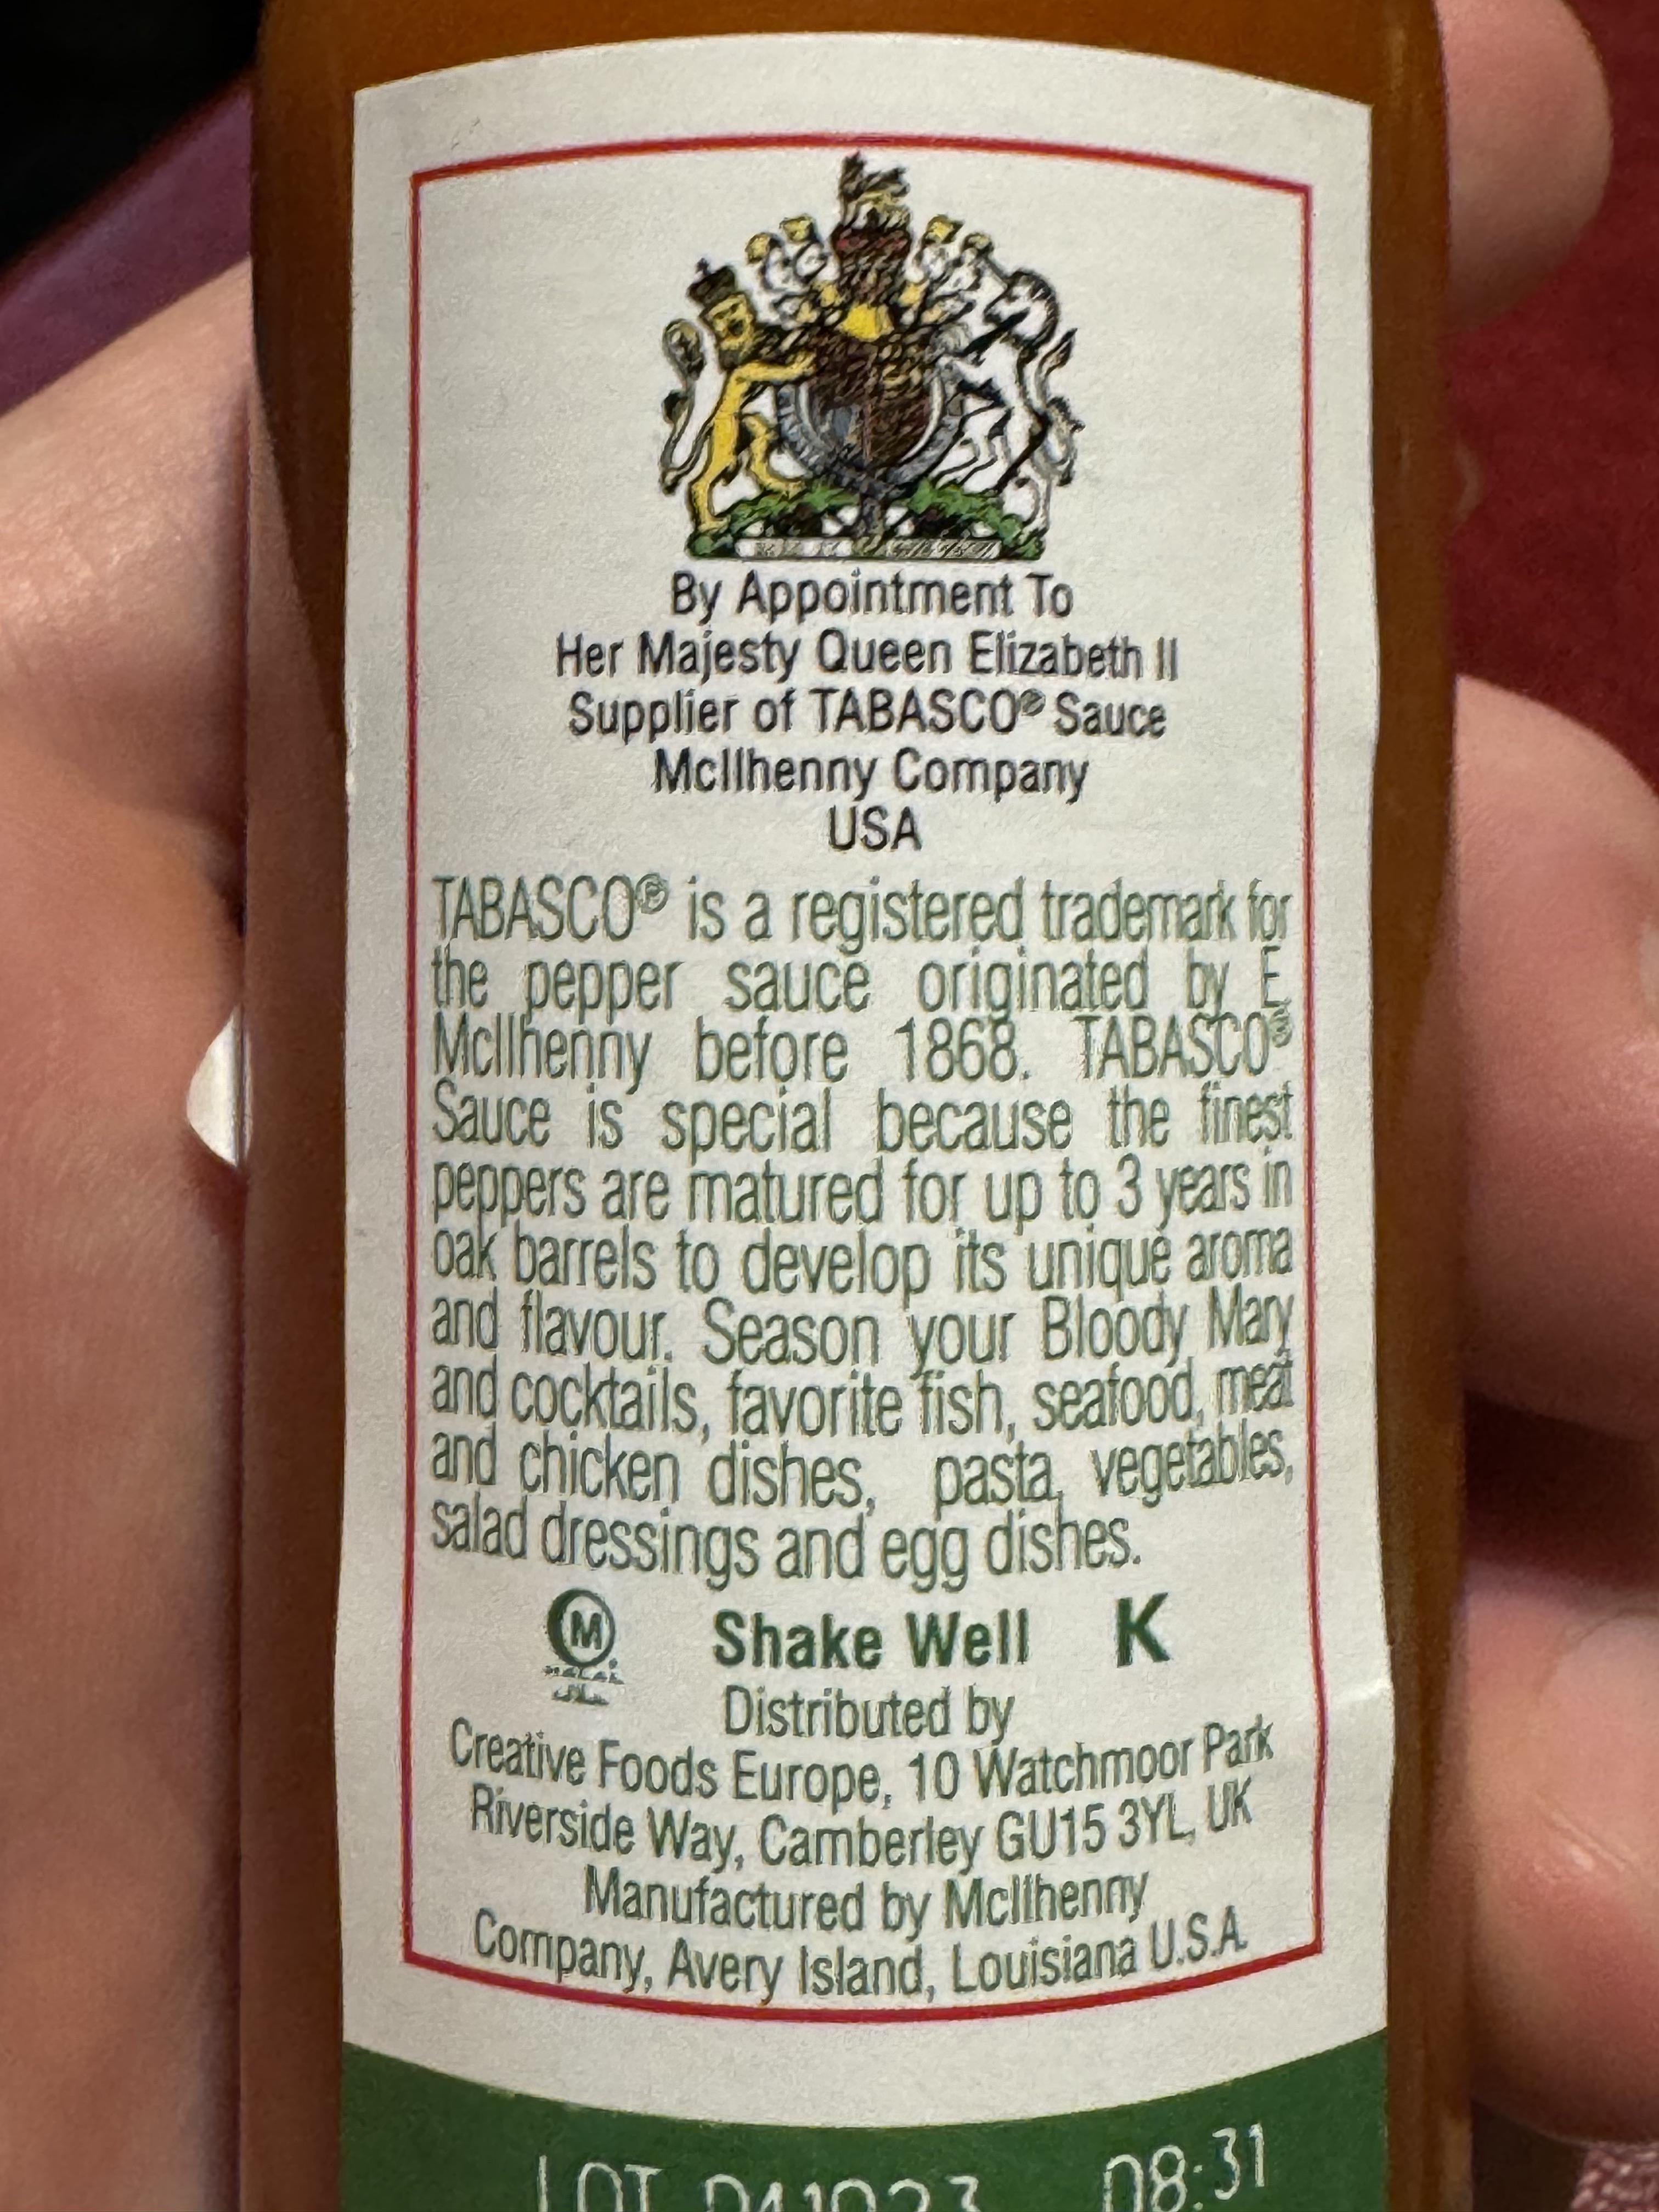 By Appointment To
Her Majesty Queen Elizabeth II
Supplier of TABASCO® Sauce
McIlhenny Company
USA
TABASCO® is a registered trademark for
the pepper sauce originated by E.
McIlhenny before 1868. TABASCO®
Sauce is special because the finest
peppers are matured for up to 3 years in
oak barrels to develop its unique aroma
and flavour. Season your Bloody Mary
and cocktails, favorite fish, seafood, meat
and chicken dishes, pasta, vegetables,
salad dressings and egg dishes.
M Shake Well K
HALAL
حلال
Distributed by
Creative Foods Europe, 10 Watchmoor Park
Riverside Way, Camberley GU15 3YL, UK
Manufactured by McIlhenny
Company, Avery Island, Louisiana U.S.A.
LOT 08:31